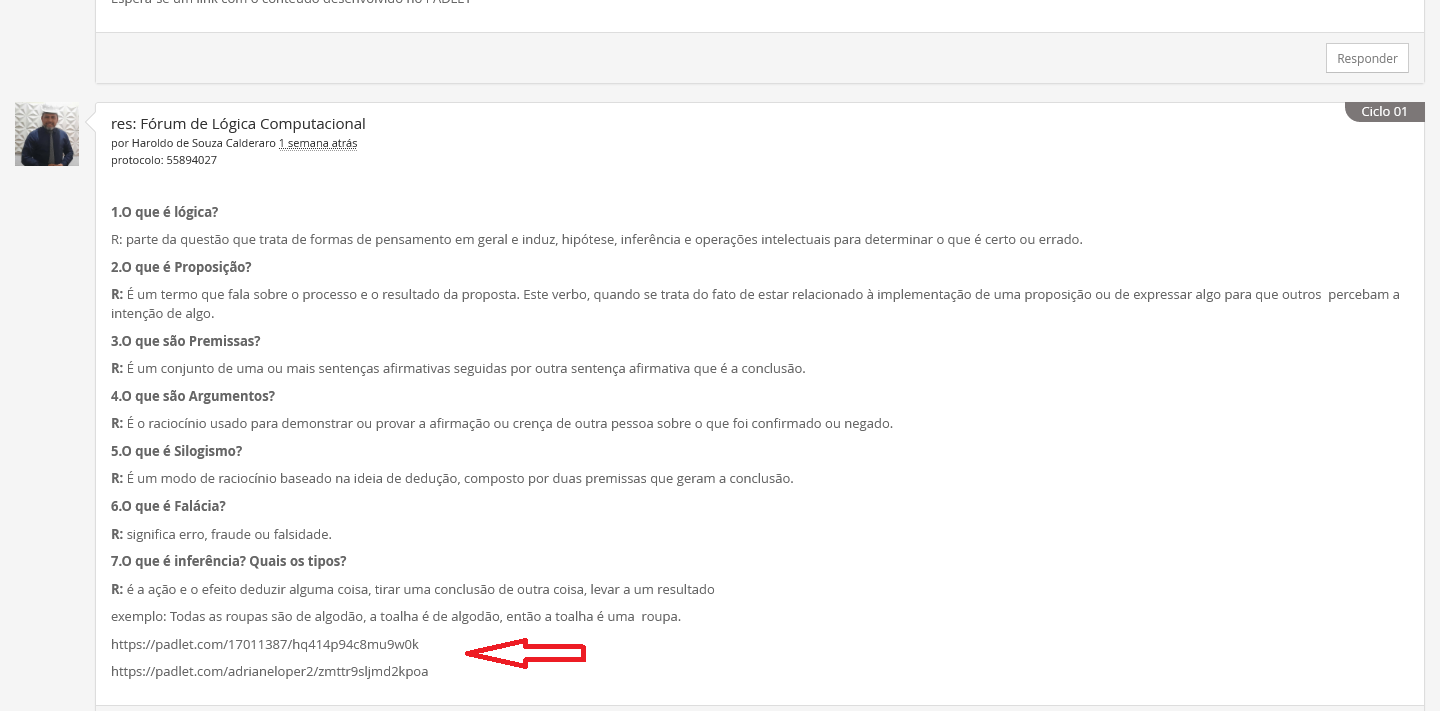 Espera-se um link com o conteúdo desenvolvido no PADLET
Responder
Ciclo 01
res: Fórum de Lógica Computacional
por Haroldo de Souza Calderaro 1 semana atrás
protocolo: 55894027
1.O que é lógica?
R: parte da questão que trata de formas de pensamento em geral e induz, hipótese, inferência e operações intelectuais para determinar o que é certo ou errado.
2.O que é Proposição?
R: É um termo que fala sobre o processo e o resultado da proposta. Este verbo, quando se trata do fato de estar relacionado à implementação de uma proposição ou de expressar algo para que outros  percebam a
intenção de algo.
3.O que são Premissas?
R: É um conjunto de uma ou mais sentenças afirmativas seguidas por outra sentença afirmativa que é a conclusão.
4.O que são Argumentos?
R: É o raciocínio usado para demonstrar ou provar a afirmação ou crença de outra pessoa sobre o que foi confirmado ou negado.
5.O que é Silogismo?
R: É um modo de raciocínio baseado na ideia de dedução, composto por duas premissas que geram a conclusão.
6.O que é Falácia?
R: significa erro, fraude ou falsidade.
7.O que é inferência? Quais os tipos?
R: é a ação e o efeito deduzir alguma coisa, tirar uma conclusão de outra coisa, levar a um resultado
exemplo: Todas as roupas são de algodão, a toalha é de algodão, então a toalha é uma  roupa.
https://padlet.com/17011387/hq414p94c8mu9w0k
https://padlet.com/adrianeloper2/zmttr9sljmd2kpoa